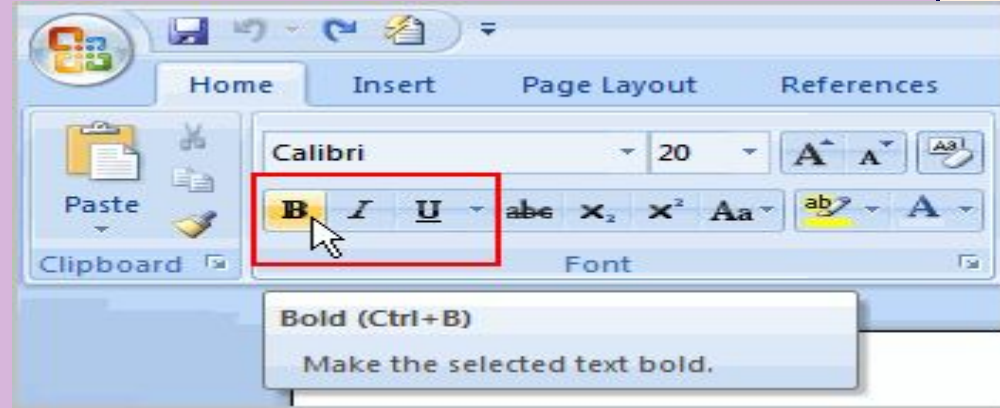 Home Insert Page Layout References
Calibri 20 A A Aa
Paste B I U abc x₂ x² Aa ab A
Clipboard Font
Bold (Ctrl+B)
Make the selected text bold.